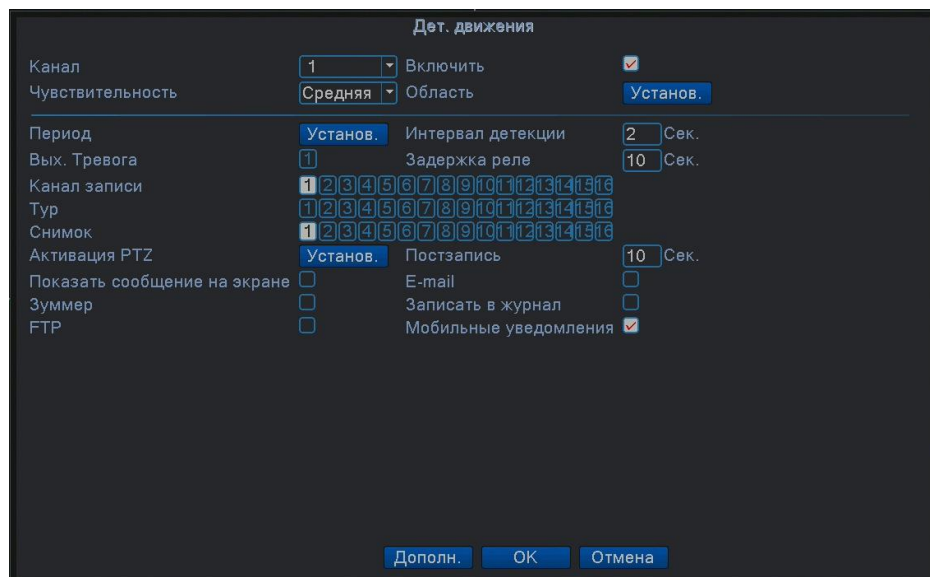 Дет. движения
Канал 1 Включить
Чувствительность Средняя Область Установ.
Период Установ. Интервал детекции 2 Сек.
Вых. Тревога 1 Задержка реле 10 Сек.
Канал записи 1 2 3 4 5 6 7 8 9 10 11 12 13 14 15 16
Тур 1 2 3 4 5 6 7 8 9 10 11 12 13 14 15 16
Снимок 1 2 3 4 5 6 7 8 9 10 11 12 13 14 15 16
Активация PTZ Установ. Постзапись 10 Сек.
Показать сообщение на экране E-mail
Зуммер Записать в журнал
FTP Мобильные уведомления
Дополн. OK Отмена